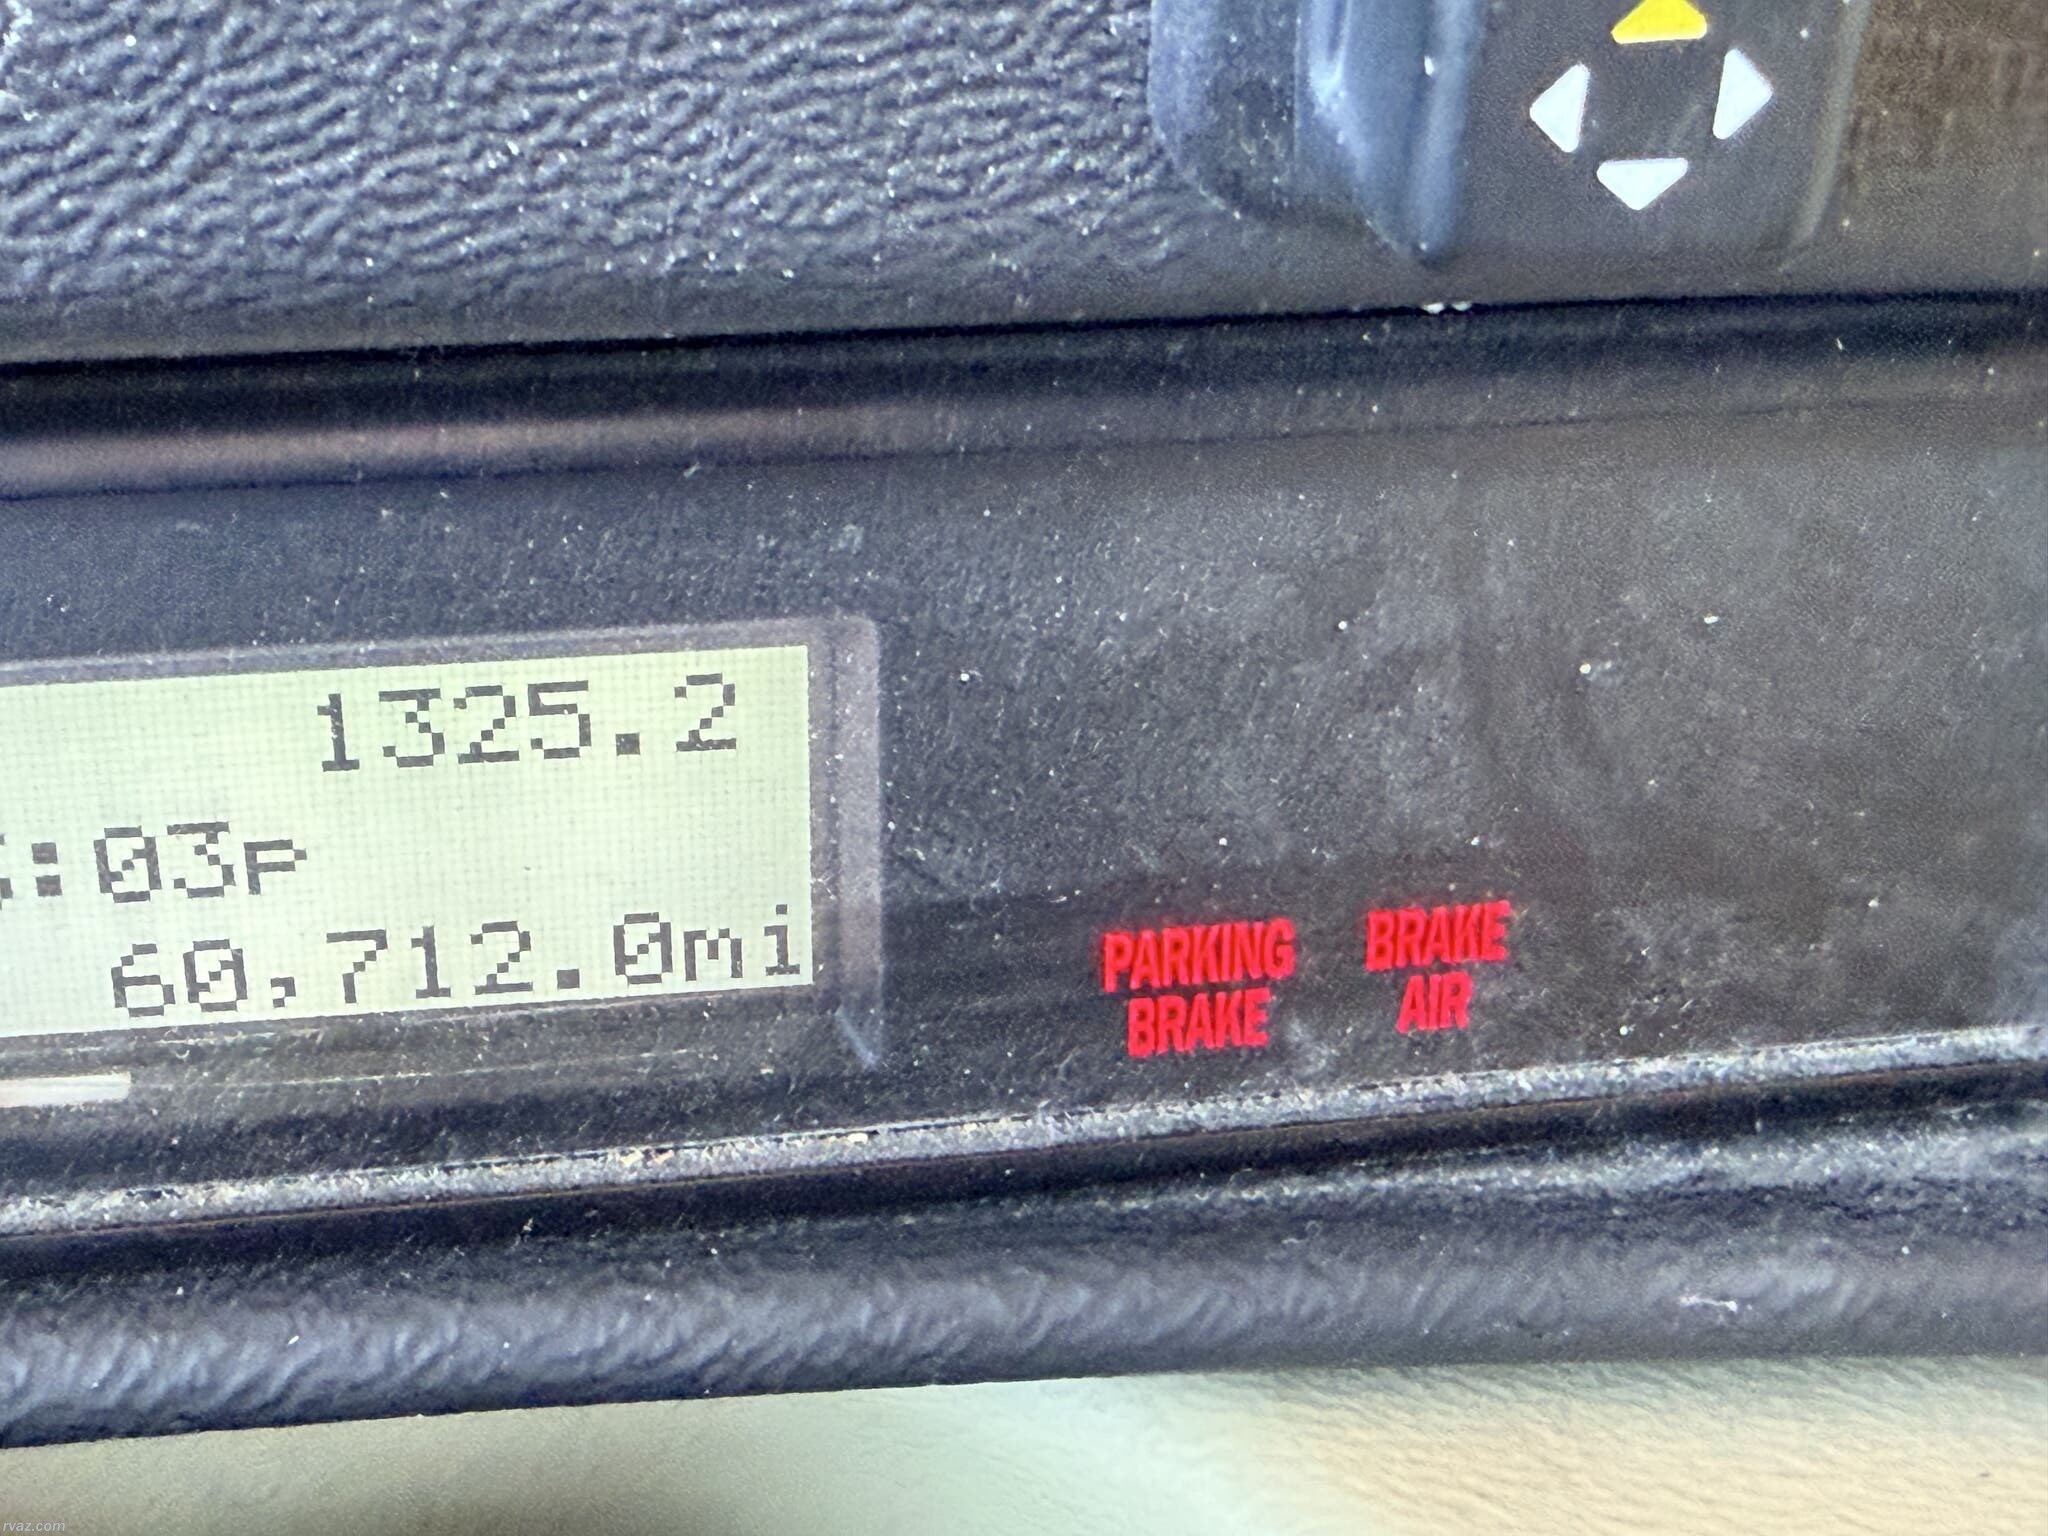 1325.2
:03p
60,712.0mi
PARKING
BRAKE
BRAKE
AIR
rvaz.com